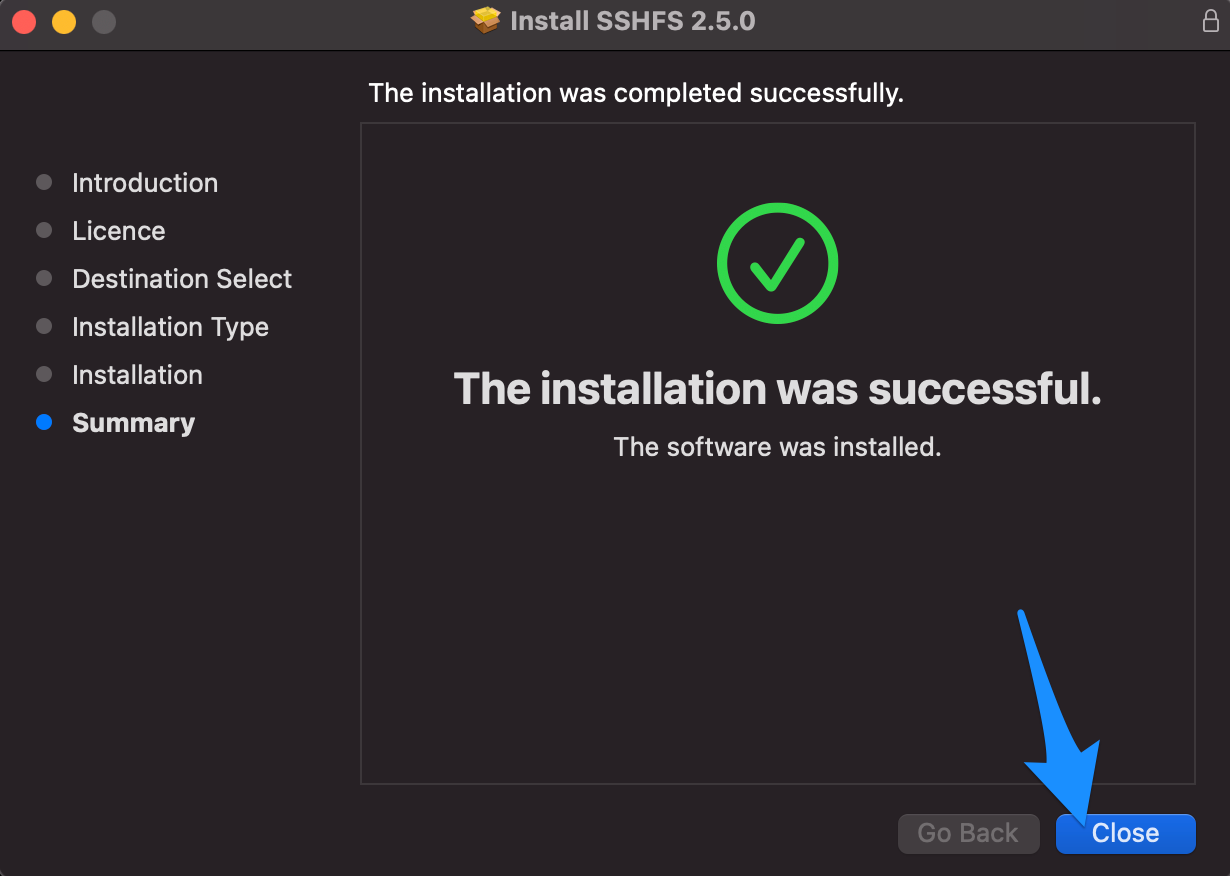 Install SSHFS 2.5.0
The installation was completed successfully.
Introduction
Licence
Destination Select
Installation Type
Installation
Summary
The installation was successful.
The software was installed.
Go Back
Close